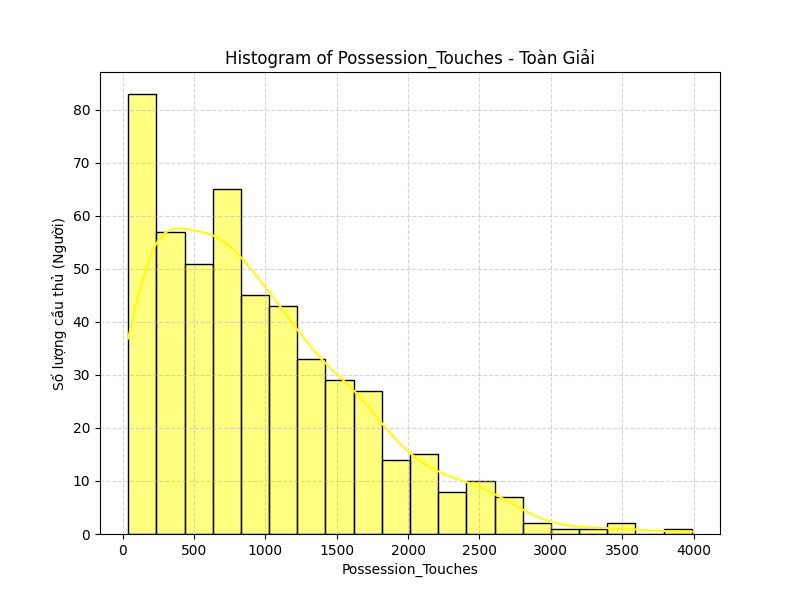 Histogram of Possession_Touches - Toàn Giải
80
70
60
50
40
30
20
10
0
Số lượng cầu thủ (Người)
0 500 1000 1500 2000 2500 3000 3500 4000
Possession_Touches